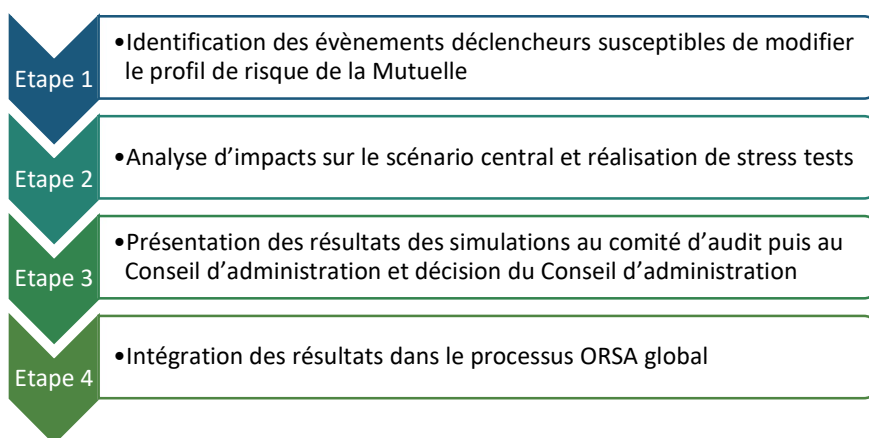 Etape 1
•Identification des évènements déclencheurs susceptibles de modifier
le profil de risque de la Mutuelle
Etape 2
•Analyse d’impacts sur le scénario central et réalisation de stress tests
Etape 3
•Présentation des résultats des simulations au comité d’audit puis au
Conseil d’administration et décision du Conseil d’administration
Etape 4
•Intégration des résultats dans le processus ORSA global